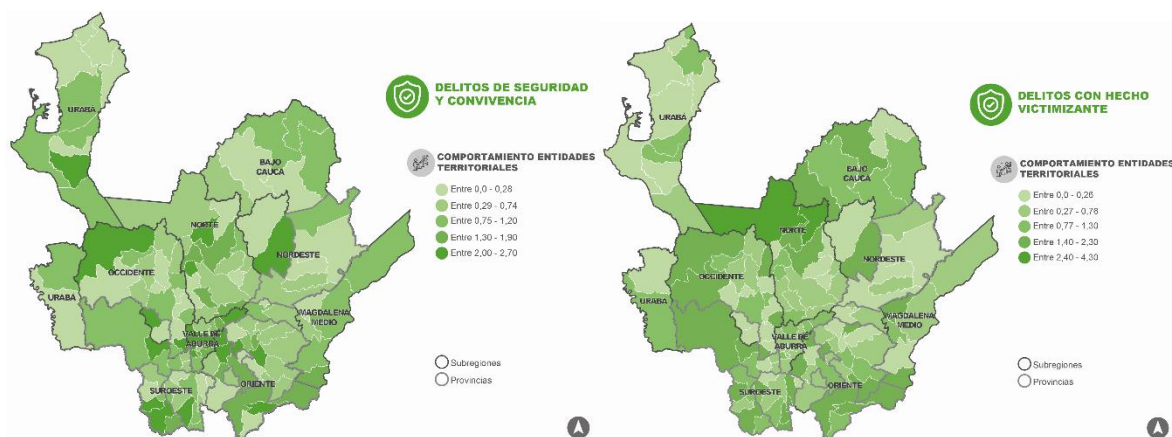 DELITOS DE SEGURIDAD
Y CONVIVENCIA
COMPORTAMIENTO ENTIDADES
TERRITORIALES
Entre 0,0 - 0,28
Entre 0,29 - 0,74
Entre 0,75 - 1,20
Entre 1,30 - 1,90
Entre 2,00 - 2,70
URABA
BAJO
CAUCA
NORTE
NORDESTE
OCCIDENTE
URABA
MAGDALENA
MEDIO
VALLE DE
ABURRA
SUROESTE
ORIENTE
Subregiones
Provincias
DELITOS CON HECHO
VICTIMIZANTE
COMPORTAMIENTO ENTIDADES
TERRITORIALES
Entre 0,0 - 0,26
Entre 0,27 - 0,76
Entre 0,77 - 1,30
Entre 1,40 - 2,30
Entre 2,40 - 4,30
URABA
BAJO
CAUCA
NORTE
NORDESTE
OCCIDENTE
URABA
MAGDALENA
MEDIO
VALLE DE
ABURRA
SUROESTE
ORIENTE
Subregiones
Provincias